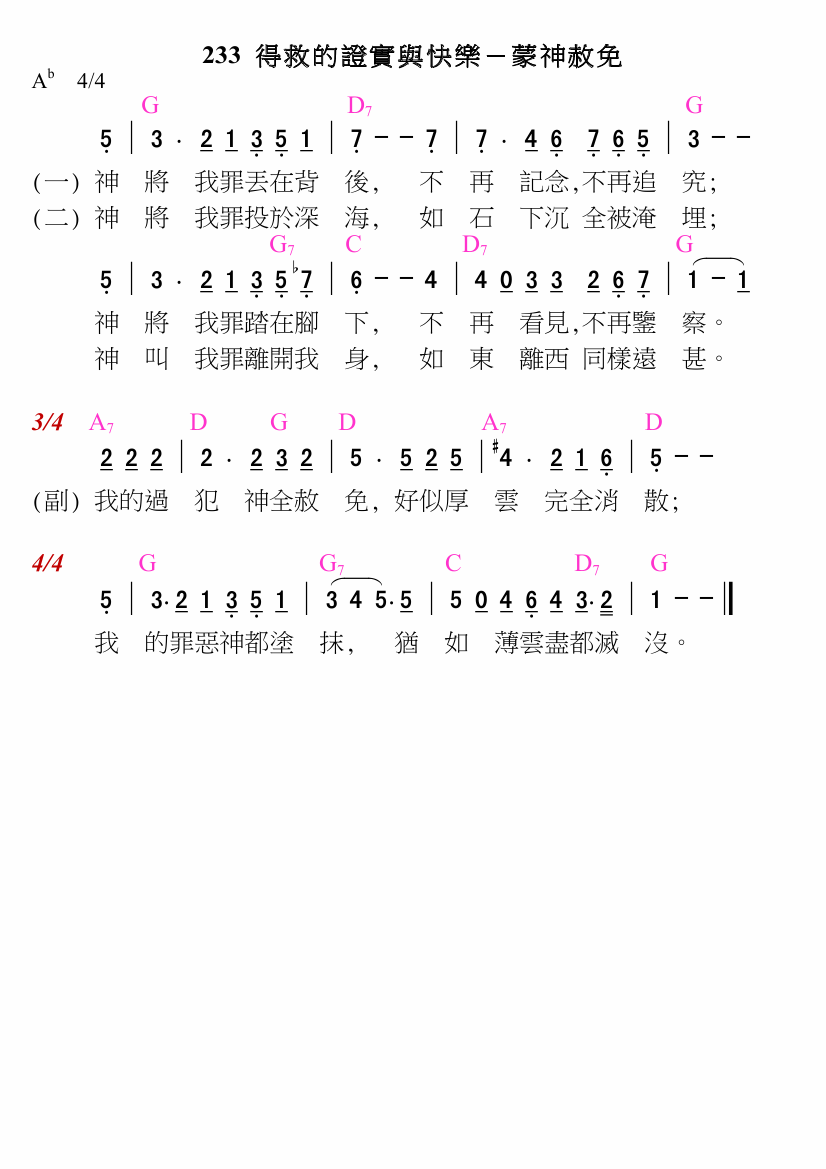 233 得救的證實與快樂－蒙神赦免
A♭ 4/4
G D7 G
5 | 3 · 2 1 3 5 1 | 7 － － 7 | 7 · 4 6 7 6 5 | 3 － －
(一) 神 將 我罪丟在背 後, 不 再 記念,不再追 究;
(二) 神 將 我罪投於深 海, 如 石 下沉 全被淹 埋;
G7 C D7 G
5 | 3 · 2 1 3 5 ♭7 | 6 － － 4 | 4 0 3 3 2 6 7 | 1 － 1
神 將 我罪踏在腳 下, 不 再 看見,不再鑒 察。
神 叫 我罪離開我 身, 如 東 離西 同樣遠 甚。
3/4 A7 D G D A7 D
2 2 2 | 2 · 2 3 2 | 5 · 5 2 5 | ♯4 · 2 1 6 | 5 － －
(副) 我的過 犯 神全赦 免, 好似厚 雲 完全消 散;
4/4 G G7 C D7 G
5 | 3· 2 1 3 5 1 | 3 4 5· 5 | 5 0 4 6 4 3· 2 | 1 － － ‖
我 的罪惡神都塗 抹, 猶 如 薄雲盡都滅 沒。